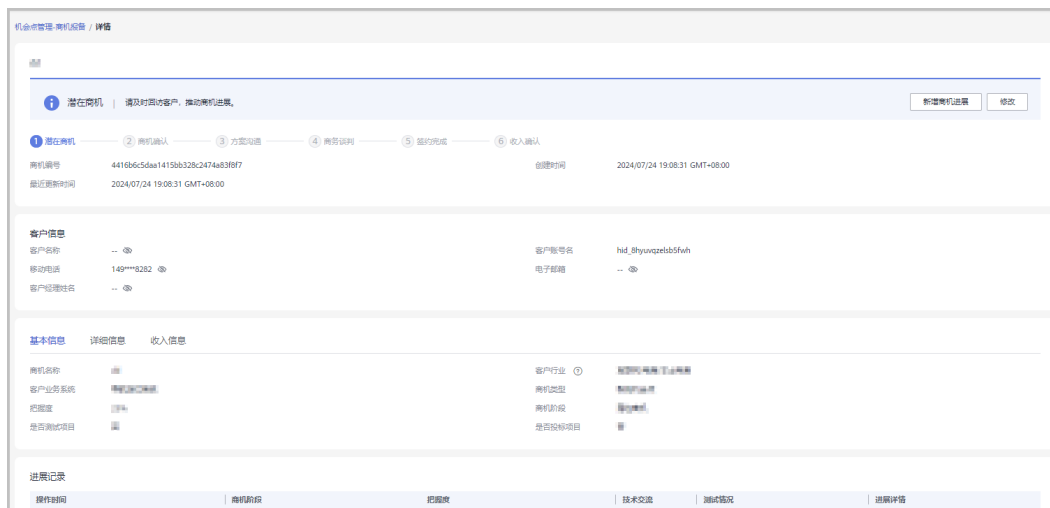 机会点管理-商机报备 / 详情
潜在商机 | 请及时回访客户，推动商机进展。 新增商机进展 修改
1 潜在商机 2 商机确认 3 方案沟通 4 商务谈判 5 签约完成 6 收入确认
商机编号 4416b6c5daa1415bb328c2474a83f8f7 创建时间 2024/07/24 19:08:31 GMT+08:00
最近更新时间 2024/07/24 19:08:31 GMT+08:00
客户信息
客户名称 -- 客户账号名 hid_8hyuvqzelsb5fwh
移动电话 149****8282 电子邮箱 --
客户经理姓名 --
基本信息 详细信息 收入信息
商机名称 客户行业
客户业务系统 商机类型
把握度 商机阶段
是否测试项目 是否投标项目
进展记录
操作时间 商机阶段 把握度 技术交流 测试情况 进展详情